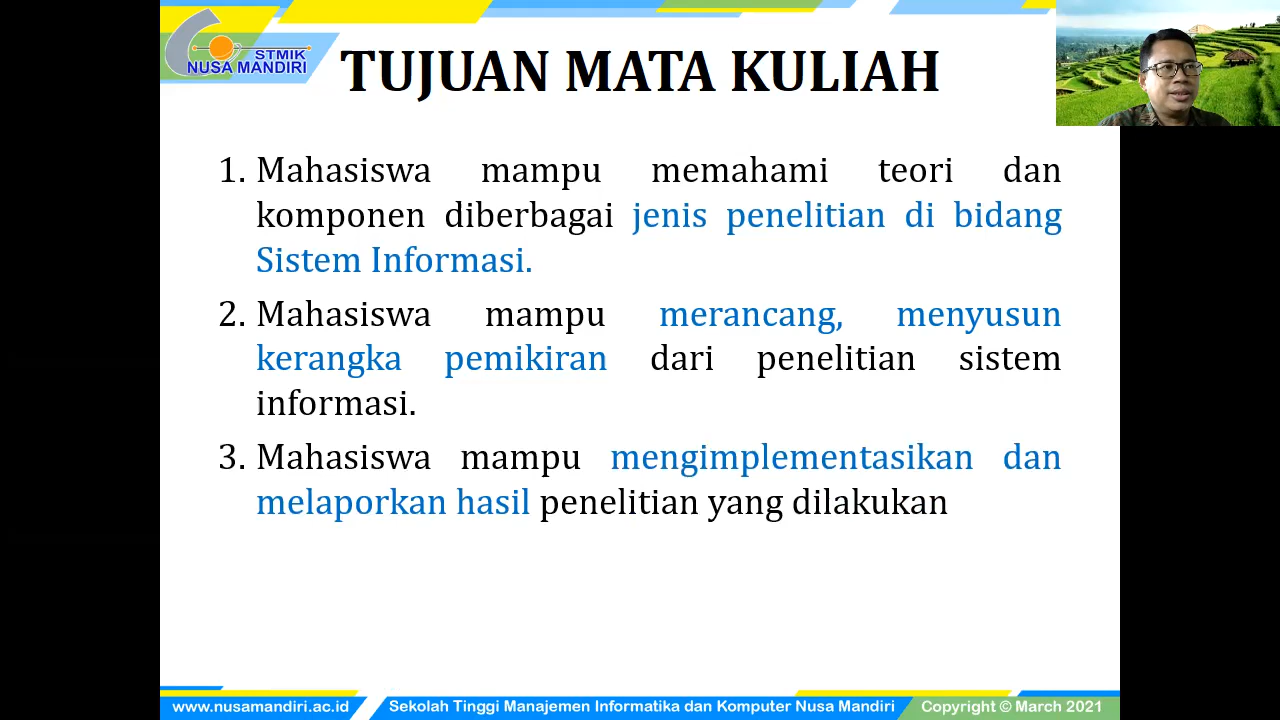 STMIK
NUSA MANDIRI
TUJUAN MATA KULIAH
1. Mahasiswa mampu memahami teori dan
komponen diberbagai jenis penelitian di bidang
Sistem Informasi.
2. Mahasiswa mampu merancang, menyusun
kerangka pemikiran dari penelitian sistem
informasi.
3. Mahasiswa mampu mengimplementasikan dan
melaporkan hasil penelitian yang dilakukan
www.nusamandiri.ac.id
Sekolah Tinggi Manajemen Informatika dan Komputer Nusa Mandiri
Copyright © March 2021